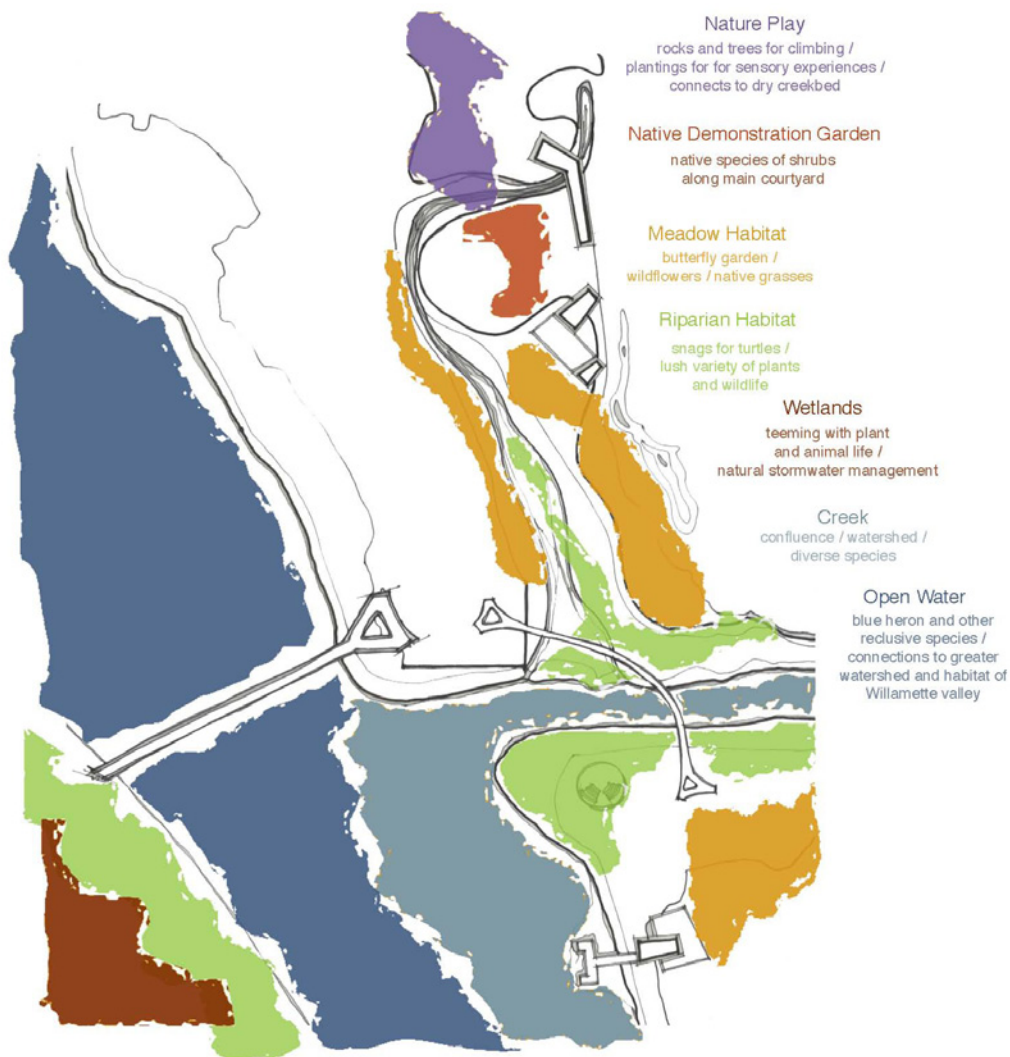 Nature Play
rocks and trees for climbing /
plantings for for sensory experiences /
connects to dry creekbed
Native Demonstration Garden
native species of shrubs
along main courtyard
Meadow Habitat
butterfly garden /
wildflowers / native grasses
Riparian Habitat
snags for turtles /
lush variety of plants
and wildlife
Wetlands
teeming with plant
and animal life /
natural stormwater management
Creek
confluence / watershed /
diverse species
Open Water
blue heron and other
reclusive species /
connections to greater
watershed and habitat of
Willamette valley